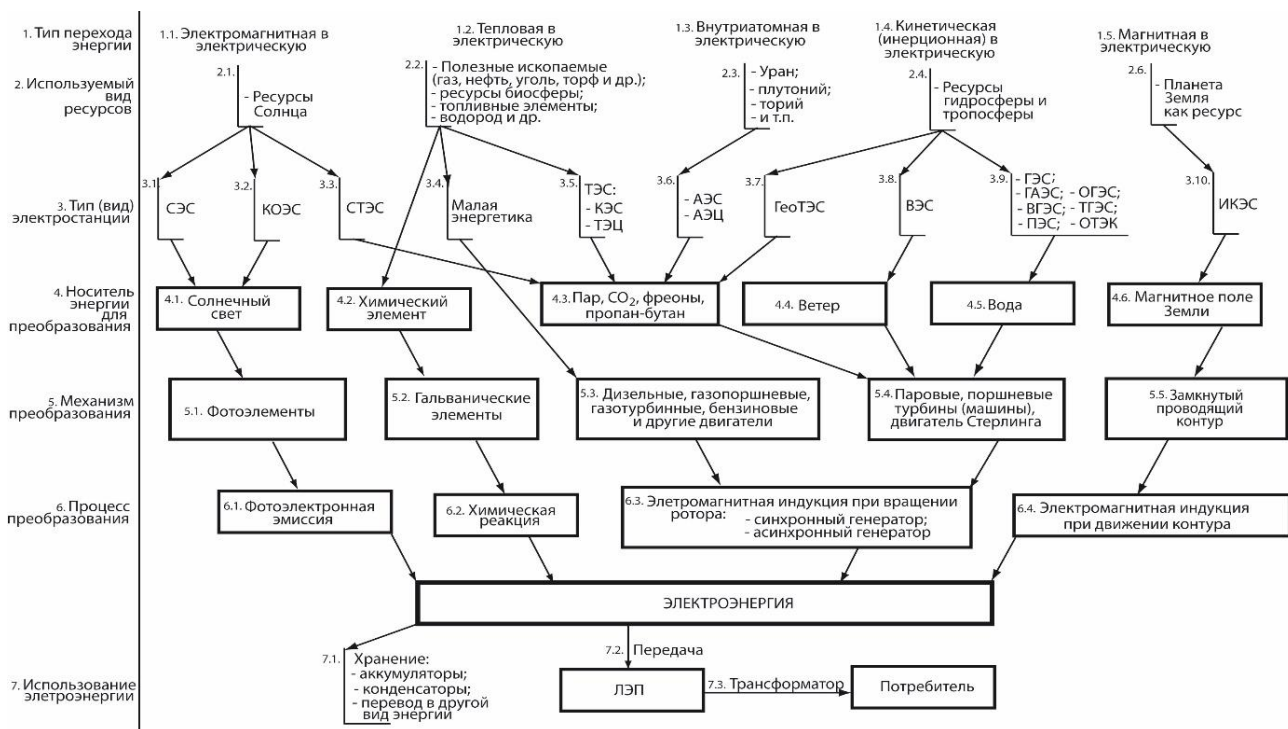 1. Тип перехода
энергии
1.1. Электромагнитная в
электрическую
1.2. Тепловая в
электрическую
1.3. Внутриатомная в
электрическую
1.4. Кинетическая
(инерционная) в
электрическую
1.5. Магнитная в
электрическую
2. Используемый
вид
ресурсов
2.1.
- Ресурсы
Солнца
2.2.
- Полезные ископаемые
(газ, нефть, уголь, торф и др.);
- ресурсы биосферы;
- топливные элементы;
- водород и др.
2.3.
- Уран;
- плутоний;
- торий
- и т.п.
2.4.
- Ресурсы
гидросферы и
тропосферы
2.6.
- Планета
Земля
как ресурс
3. Тип (вид)
электростанции
3.1.
СЭС
3.2.
КОЭС
3.3.
СТЭС
3.4.
Малая
энергетика
3.5.
ТЭС:
- КЭС
- ТЭЦ
3.6.
- АЭС
- АЭЦ
3.7.
ГеоТЭС
3.8.
ВЭС
3.9.
- ГЭС;
- ГАЭС; - ОГЭС;
- ВГЭС; - ТГЭС;
- ПЭС; - ОТЭК
3.10.
ИКЭС
4. Носитель
энергии
для
преобразования
4.1. Солнечный
свет
4.2. Химический
элемент
4.3. Пар, CO2, фреоны,
пропан-бутан
4.4. Ветер
4.5. Вода
4.6. Магнитное поле
Земли
5. Механизм
преобразования
5.1. Фотоэлементы
5.2. Гальванические
элементы
5.3. Дизельные, газопоршневые,
газотурбинные, бензиновые
и другие двигатели
5.4. Паровые, поршневые
турбины (машины),
двигатель Стерлинга
5.5. Замкнутый
проводящий
контур
6. Процесс
преобразования
6.1. Фотоэлектронная
эмиссия
6.2. Химическая
реакция
6.3. Элетромагнитная индукция при вращении
ротора: - синхронный генератор;
- асинхронный генератор
6.4. Электромагнитная индукция
при движении контура
ЭЛЕКТРОЭНЕРГИЯ
7. Использование
элетроэнергии
7.1.
Хранение:
- аккумуляторы;
- конденсаторы;
- перевод в другой
вид энергии
7.2. Передача
ЛЭП
7.3. Трансформатор
Потребитель